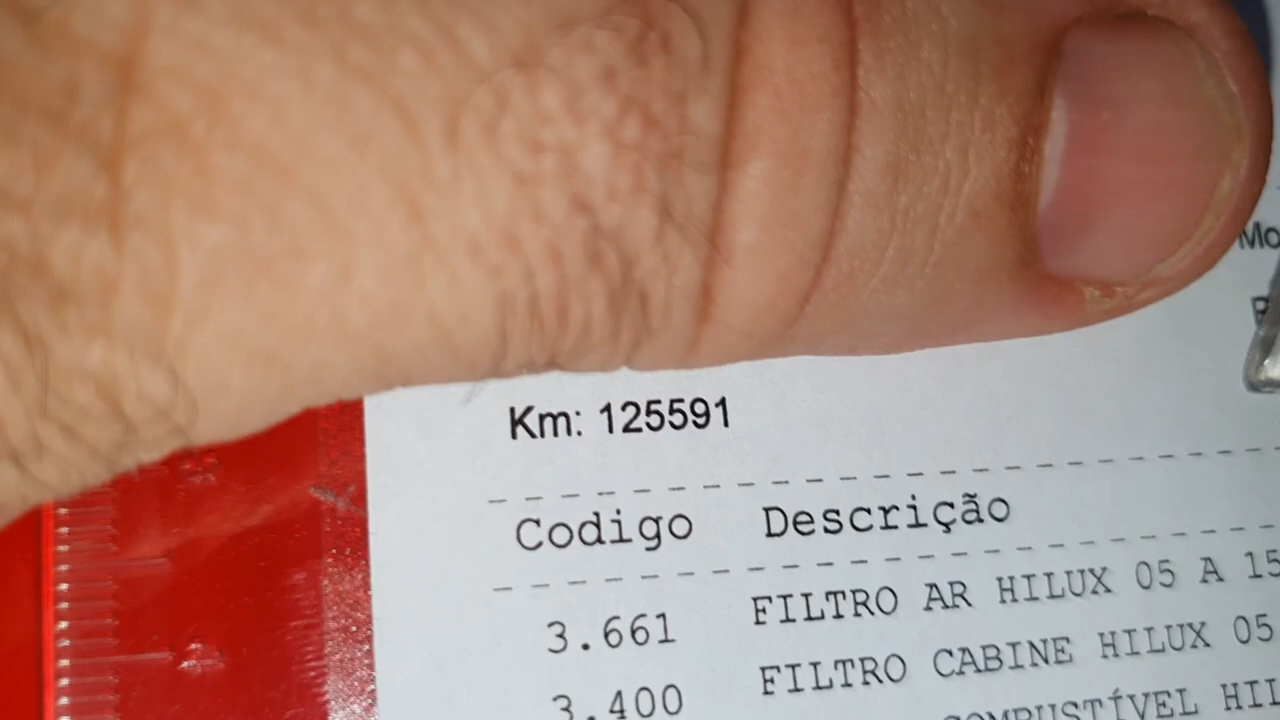 Km: 125591
Codigo Descrição
3.661 FILTRO AR HILUX 05 A 15
3.400 FILTRO CABINE HILUX 05